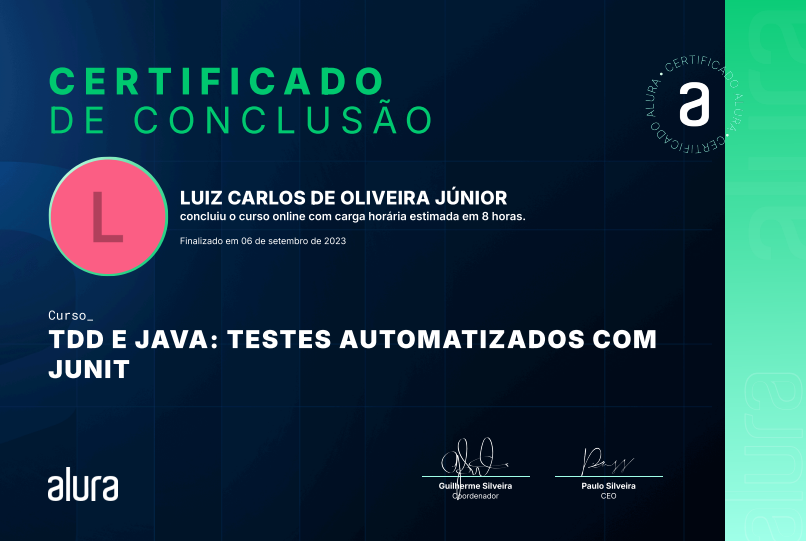 CERTIFICADO
DE CONCLUSÃO
CERTIFICADO ALURA • CERTIFICADO ALURA •
a
L
LUIZ CARLOS DE OLIVEIRA JÚNIOR
concluiu o curso online com carga horária estimada em 8 horas.
Finalizado em 06 de setembro de 2023
Curso_
TDD E JAVA: TESTES AUTOMATIZADOS COM
JUNIT
alura
Guilherme Silveira
Coordenador
Paulo Silveira
CEO
alura
alura